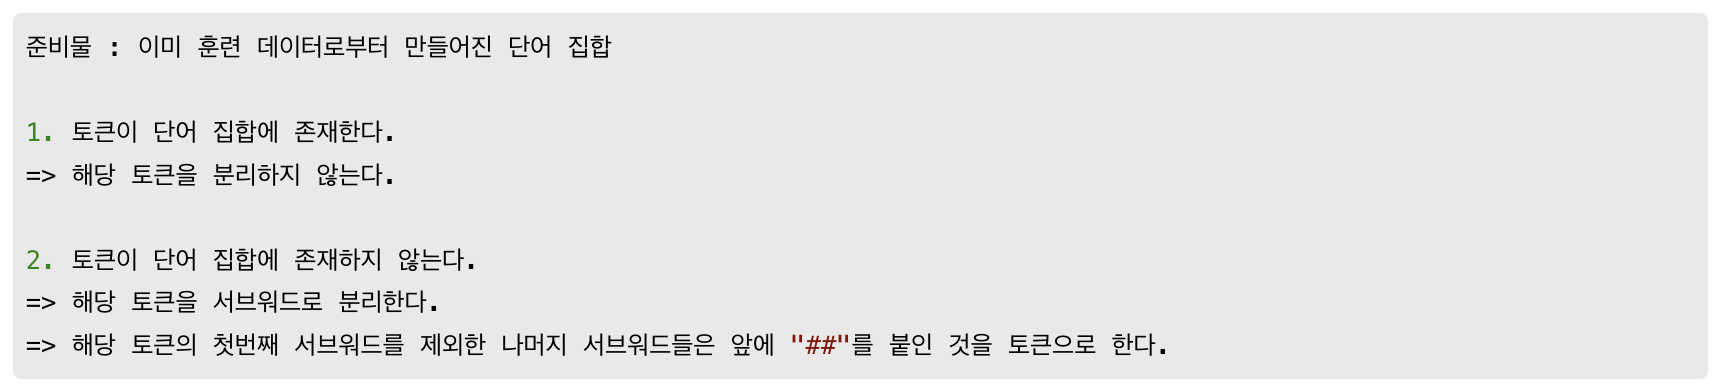 준비물 : 이미 훈련 데이터로부터 만들어진 단어 집합
1. 토큰이 단어 집합에 존재한다.
=> 해당 토큰을 분리하지 않는다.
2. 토큰이 단어 집합에 존재하지 않는다.
=> 해당 토큰을 서브워드로 분리한다.
=> 해당 토큰의 첫번째 서브워드를 제외한 나머지 서브워드들은 앞에 "##"를 붙인 것을 토큰으로 한다.